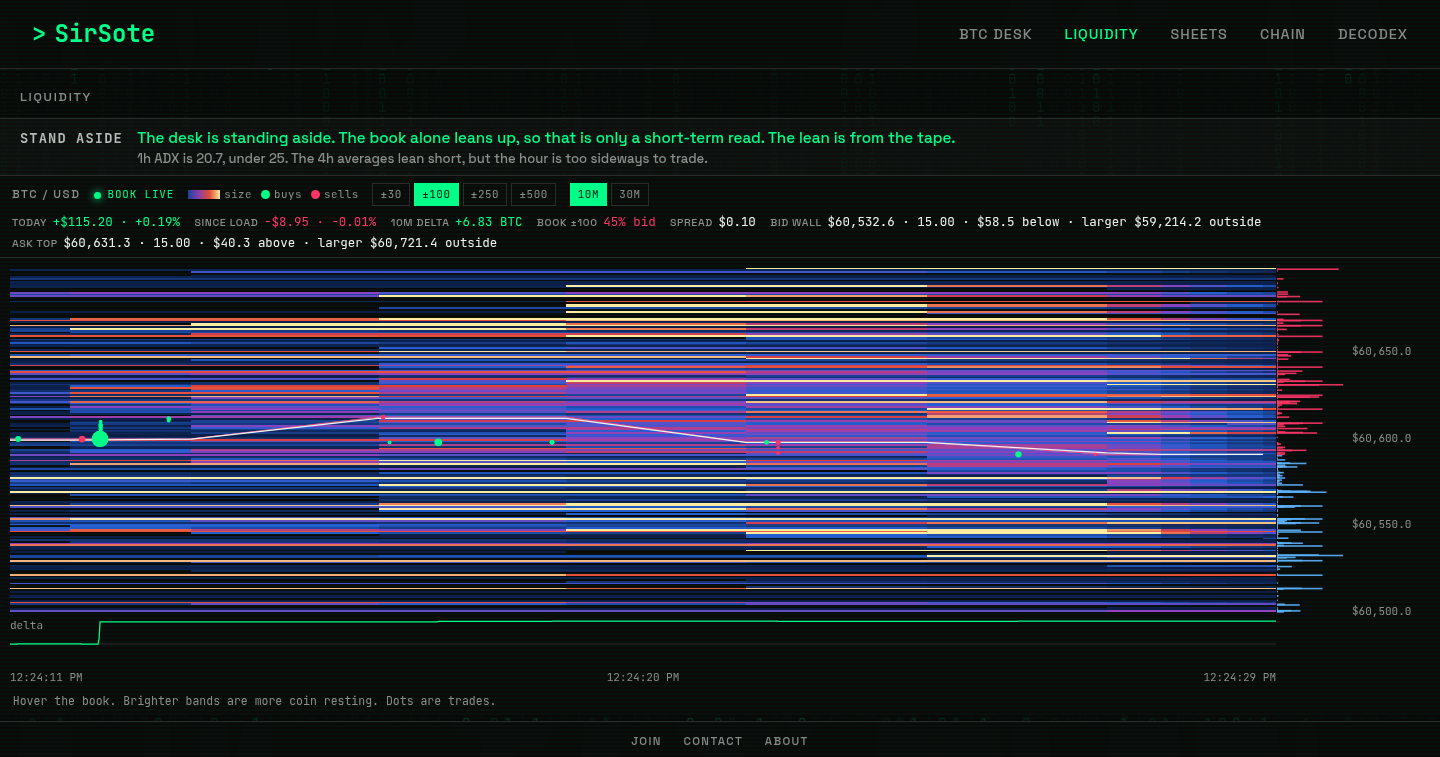 > SirSote
BTC DESK LIQUIDITY SHEETS CHAIN DECODEX
LIQUIDITY
STAND ASIDE The desk is standing aside. The book alone leans up, so that is only a short-term read. The lean is from the tape.
1h ADX is 20.7, under 25. The 4h averages lean short, but the hour is too sideways to trade.
BTC / USD BOOK LIVE size buys sells ±30 ±100 ±250 ±500 10M 30M
TODAY +$115.20 · +0.19% SINCE LOAD -$8.95 · -0.01% 10M DELTA +6.83 BTC BOOK ±100 45% bid SPREAD $0.10 BID WALL $60,532.6 · 15.00 · $58.5 below · larger $59,214.2 outside
ASK TOP $60,631.3 · 15.00 · $40.3 above · larger $60,721.4 outside
$60,650.0
$60,600.0
$60,550.0
$60,500.0
delta
12:24:11 PM 12:24:20 PM 12:24:29 PM
Hover the book. Brighter bands are more coin resting. Dots are trades.
JOIN CONTACT ABOUT